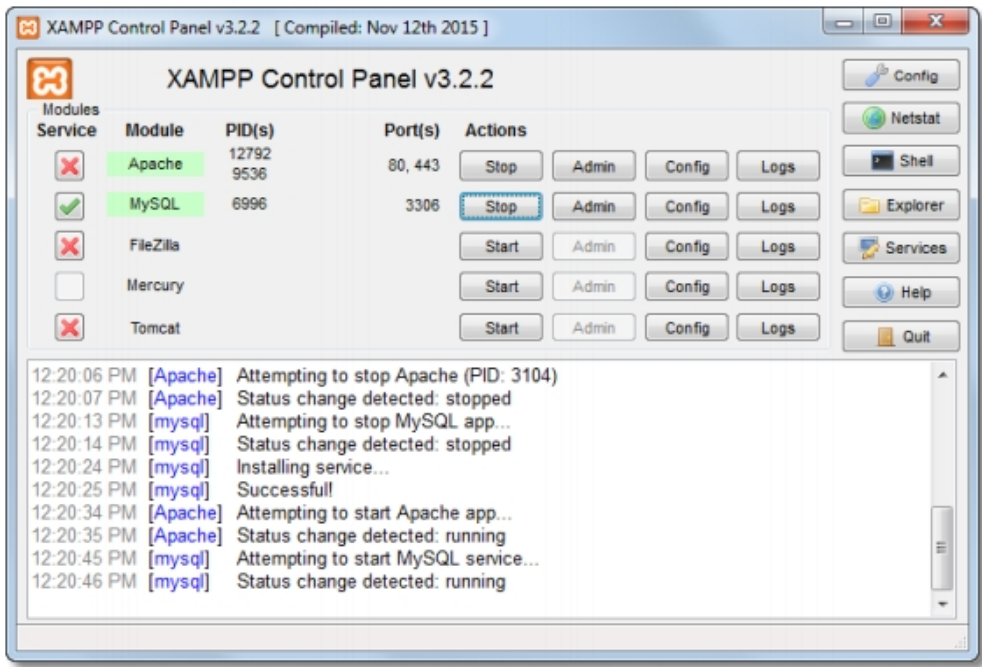 XAMPP Control Panel v3.2.2 [ Compiled: Nov 12th 2015 ]
XAMPP Control Panel v3.2.2
Config
Modules
Service Module PID(s) Port(s) Actions
Netstat
Apache 12792 9536 80, 443 Stop Admin Config Logs
Shell
MySQL 6996 3306 Stop Admin Config Logs
Explorer
FileZilla Start Admin Config Logs
Services
Mercury Start Admin Config Logs
Help
Tomcat Start Admin Config Logs
Quit
12:20:06 PM [Apache] Attempting to stop Apache (PID: 3104)
12:20:07 PM [Apache] Status change detected: stopped
12:20:13 PM [mysql] Attempting to stop MySQL app...
12:20:14 PM [mysql] Status change detected: stopped
12:20:24 PM [mysql] Installing service...
12:20:25 PM [mysql] Successful!
12:20:34 PM [Apache] Attempting to start Apache app...
12:20:35 PM [Apache] Status change detected: running
12:20:45 PM [mysql] Attempting to start MySQL service...
12:20:46 PM [mysql] Status change detected: running